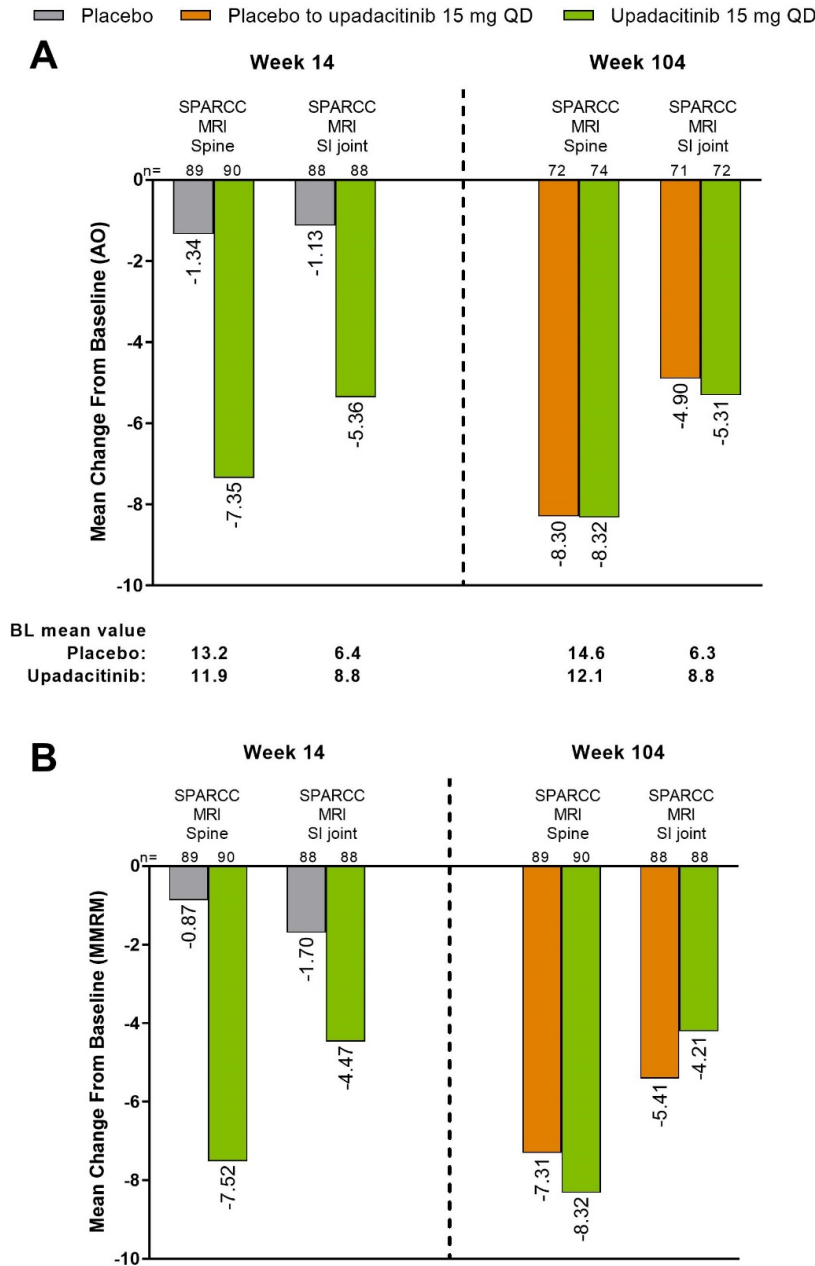 Placebo Placebo to upadacitinib 15 mg QD Upadacitinib 15 mg QD
A
Week 14 Week 104
SPARCC SPARCC SPARCC SPARCC
MRI MRI MRI MRI
Spine SI joint Spine SI joint
n= 89 90 88 88 72 74 71 72
Mean Change From Baseline (AO)
0
-2
-4
-6
-8
-10
-1.34
-7.35
-1.13
-5.36
-8.30
-8.32
-4.90
-5.31
BL mean value
Placebo: 13.2 6.4 14.6 6.3
Upadacitinib: 11.9 8.8 12.1 8.8
B
Week 14 Week 104
SPARCC SPARCC SPARCC SPARCC
MRI MRI MRI MRI
Spine SI joint Spine SI joint
n= 89 90 88 88 89 90 88 88
Mean Change From Baseline (MMRM)
0
-2
-4
-6
-8
-10
-0.87
-7.52
-1.70
-4.47
-7.31
-8.32
-5.41
-4.21